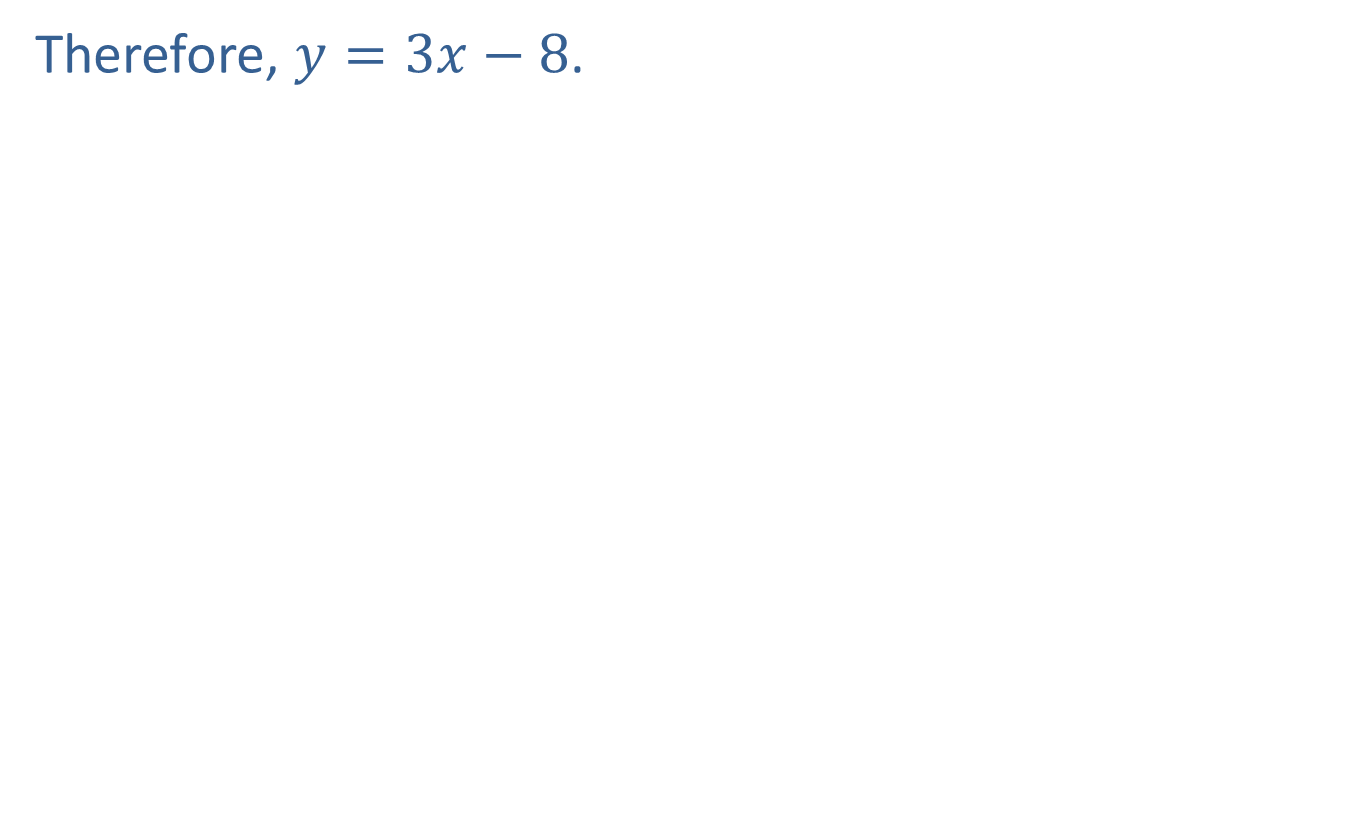 Therefore, y = 3x − 8.